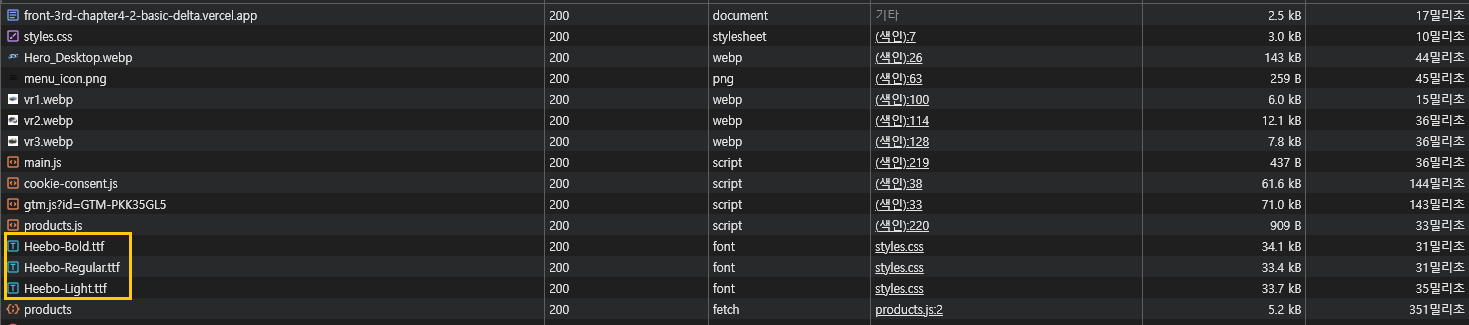 front-3rd-chapter4-2-basic-delta.vercel.app 200 document 기타 2.5 kB 17밀리초
styles.css 200 stylesheet (색인):7 3.0 kB 10밀리초
Hero_Desktop.webp 200 webp (색인):26 143 kB 44밀리초
menu_icon.png 200 png (색인):63 259 B 45밀리초
vr1.webp 200 webp (색인):100 6.0 kB 15밀리초
vr2.webp 200 webp (색인):114 12.1 kB 36밀리초
vr3.webp 200 webp (색인):128 7.8 kB 36밀리초
main.js 200 script (색인):219 437 B 36밀리초
cookie-consent.js 200 script (색인):38 61.6 kB 144밀리초
gtm.js?id=GTM-PKK35GL5 200 script (색인):33 71.0 kB 143밀리초
products.js 200 script (색인):220 909 B 33밀리초
Heebo-Bold.ttf 200 font styles.css 34.1 kB 31밀리초
Heebo-Regular.ttf 200 font styles.css 33.4 kB 31밀리초
Heebo-Light.ttf 200 font styles.css 33.7 kB 35밀리초
products 200 fetch products.js:2 5.2 kB 351밀리초